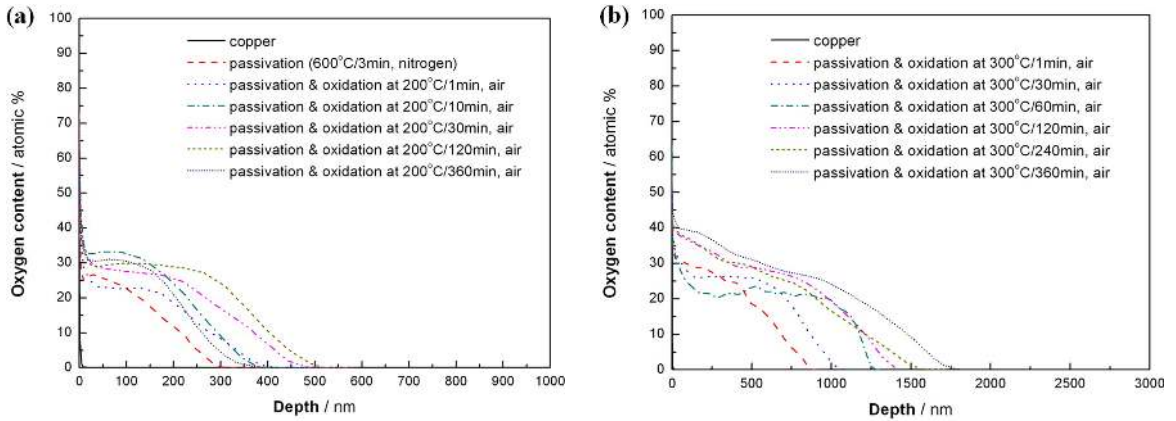 (a)
copper
passivation (600°C/3min, nitrogen)
passivation & oxidation at 200°C/1min, air
passivation & oxidation at 200°C/10min, air
passivation & oxidation at 200°C/30min, air
passivation & oxidation at 200°C/120min, air
passivation & oxidation at 200°C/360min, air
Oxygen content / atomic %
100
90
80
70
60
50
40
30
20
10
0
0 100 200 300 400 500 600 700 800 900 1000
Depth / nm
(b)
copper
passivation & oxidation at 300°C/1min, air
passivation & oxidation at 300°C/30min, air
passivation & oxidation at 300°C/60min, air
passivation & oxidation at 300°C/120min, air
passivation & oxidation at 300°C/240min, air
passivation & oxidation at 300°C/360min, air
Oxygen content / atomic %
100
90
80
70
60
50
40
30
20
10
0
0 500 1000 1500 2000 2500 3000
Depth / nm